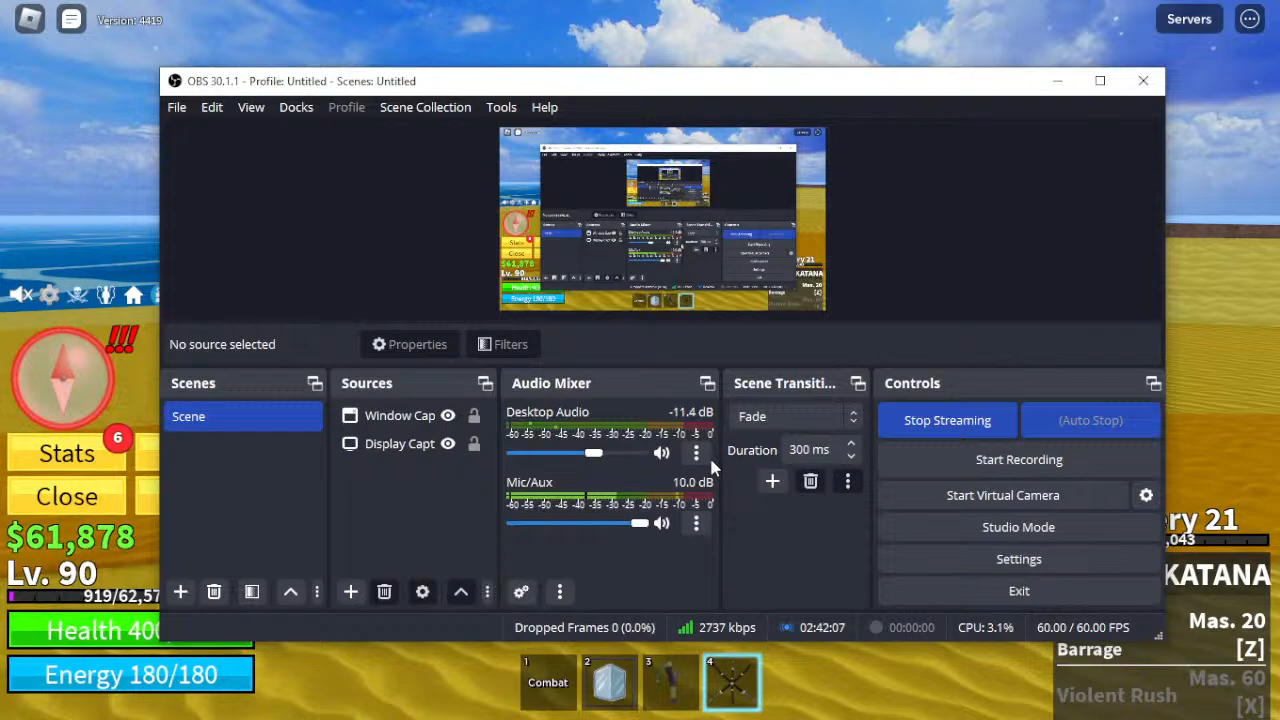 Version: 4419
Servers
OBS 30.1.1 - Profile: Untitled - Scenes: Untitled
File Edit View Docks Profile Scene Collection Tools Help
No source selected
Properties
Filters
Scenes
Scene
Sources
Window Cap
Display Capt
Audio Mixer
Desktop Audio -11.4 dB
-60 -55 -50 -45 -40 -35 -30 -25 -20 -15 -10 -5 0
Mic/Aux 10.0 dB
-60 -55 -50 -45 -40 -35 -30 -25 -20 -15 -10 -5 0
Scene Transiti...
Fade
Duration 300 ms
Controls
Stop Streaming (Auto Stop)
Start Recording
Start Virtual Camera
Studio Mode
Settings
Exit
Dropped Frames 0 (0.0%) 2737 kbps 02:42:07 00:00:00 CPU: 3.1% 60.00 / 60.00 FPS
!!!
Stats 6
Close
$61,878
Lv. 90
919/62,57
Health 400
Energy 180/180
1
Combat
2
3
4
ery 21
,043
KATANA
Mas. 20
Barrage [Z]
Mas. 60
Violent Rush [X]